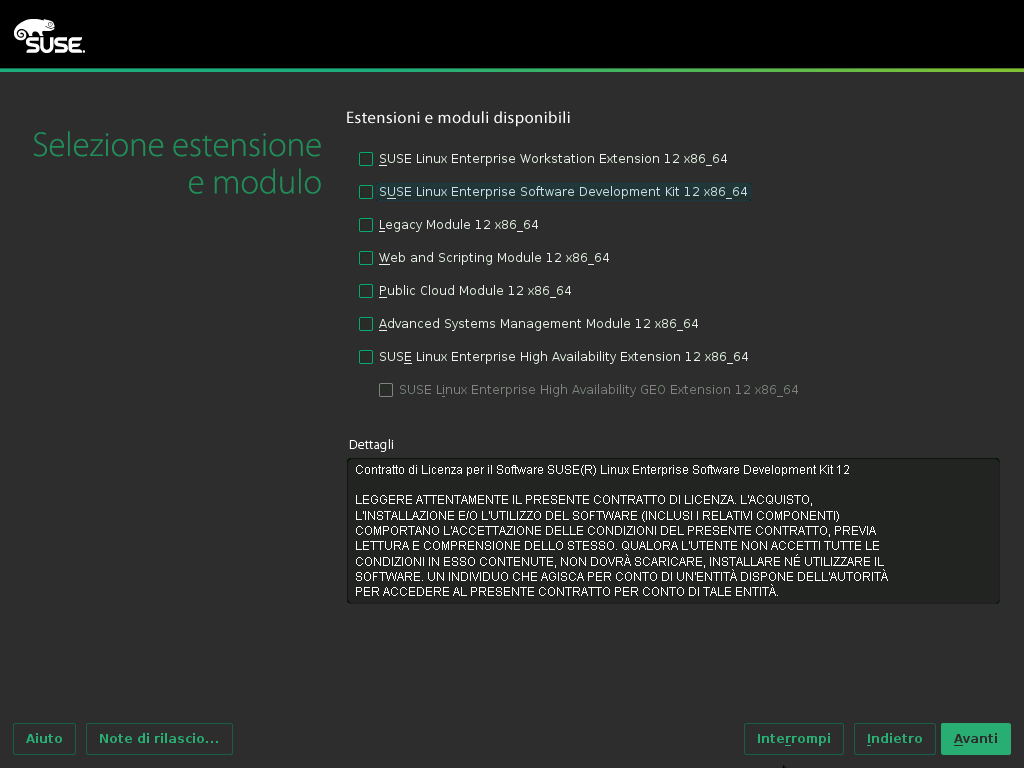 SUSE.
Selezione estensione
e modulo
Estensioni e moduli disponibili
SUSE Linux Enterprise Workstation Extension 12 x86_64
SUSE Linux Enterprise Software Development Kit 12 x86_64
Legacy Module 12 x86_64
Web and Scripting Module 12 x86_64
Public Cloud Module 12 x86_64
Advanced Systems Management Module 12 x86_64
SUSE Linux Enterprise High Availability Extension 12 x86_64
SUSE Linux Enterprise High Availability GEO Extension 12 x86_64
Dettagli
Contratto di Licenza per il Software SUSE(R) Linux Enterprise Software Development Kit 12
LEGGERE ATTENTAMENTE IL PRESENTE CONTRATTO DI LICENZA. L'ACQUISTO,
L'INSTALLAZIONE E/O L'UTILIZZO DEL SOFTWARE (INCLUSI I RELATIVI COMPONENTI)
COMPORTANO L'ACCETTAZIONE DELLE CONDIZIONI DEL PRESENTE CONTRATTO, PREVIA
LETTURA E COMPRENSIONE DELLO STESSO. QUALORA L'UTENTE NON ACCETTI TUTTE LE
CONDIZIONI IN ESSO CONTENUTE, NON DOVRÀ SCARICARE, INSTALLARE NÉ UTILIZZARE IL
SOFTWARE. UN INDIVIDUO CHE AGISCA PER CONTO DI UN'ENTITÀ DISPONE DELL'AUTORITÀ
PER ACCEDERE AL PRESENTE CONTRATTO PER CONTO DI TALE ENTITÀ.
Aiuto
Note di rilascio...
Interrompi
Indietro
Avanti